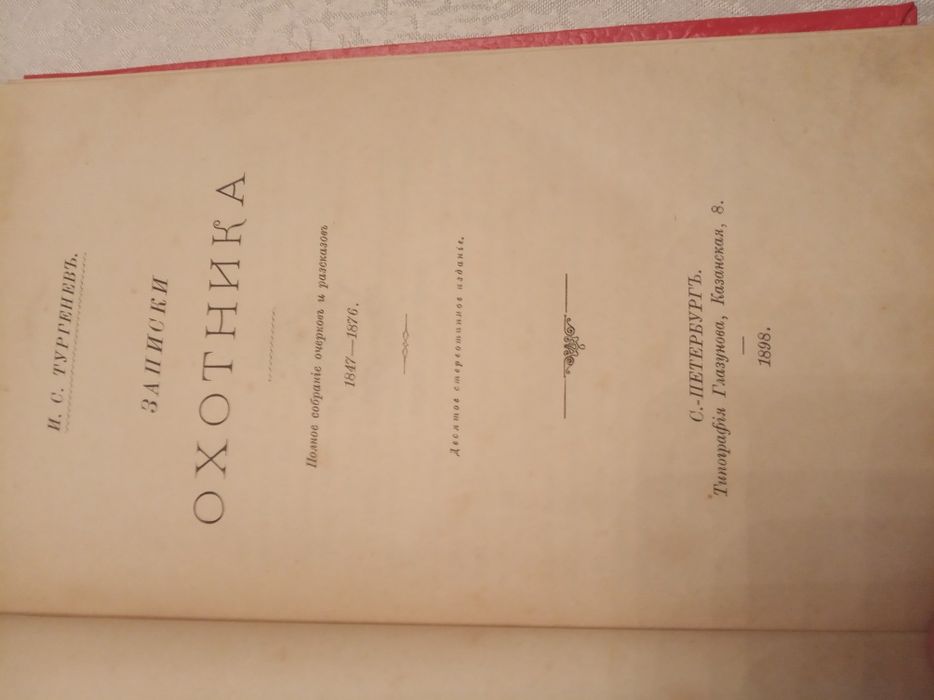 И. С. ТУРГЕНЕВЪ.
ЗАПИСКИ
ОХОТНИКА
Полное собраніе очерковъ и разсказовъ
1847—1876.
Десятое стереотипное изданіе.
С.-ПЕТЕРБУРГЪ.
Типографія Глазунова, Казанская, 8.
1898.